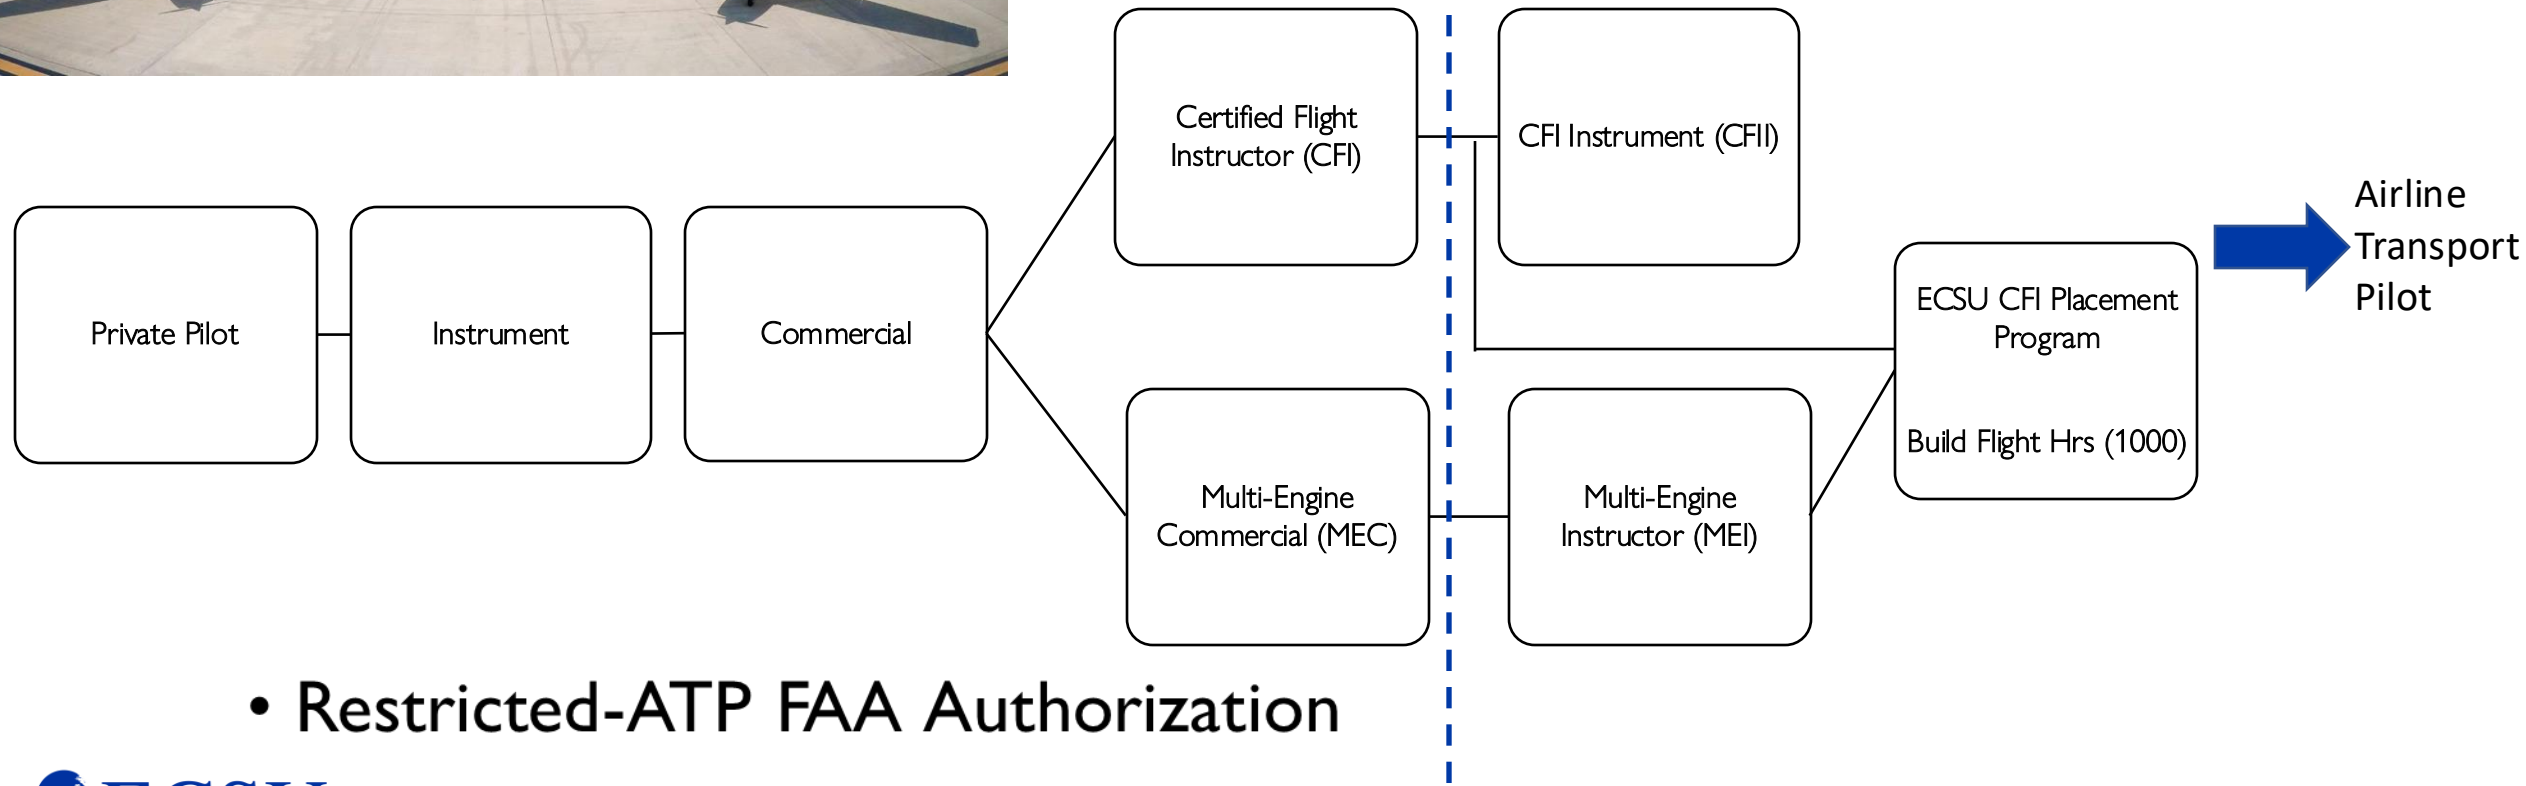 Certified Flight
Instructor (CFI)
CFI Instrument (CFII)
Airline
Transport
Pilot
Private Pilot
Instrument
Commercial
ECSU CFI Placement
Program
Build Flight Hrs (1000)
Multi-Engine
Commercial (MEC)
Multi-Engine
Instructor (MEI)
• Restricted-ATP FAA Authorization